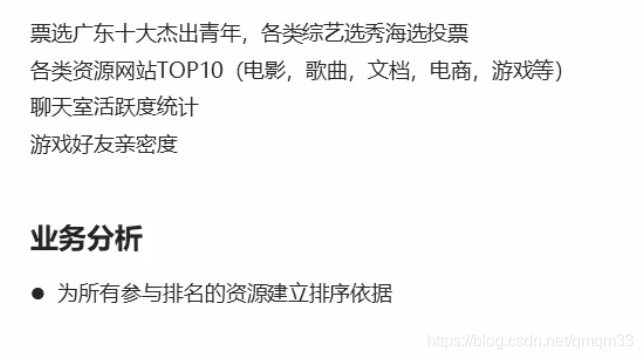 票选广东十大杰出青年，各类综艺选秀海选投票
各类资源网站TOP10（电影，歌曲，文档，电商，游戏等）
聊天室活跃度统计
游戏好友亲密度
业务分析
● 为所有参与排名的资源建立排序依据
https://blog.csdn.net/qmqm33